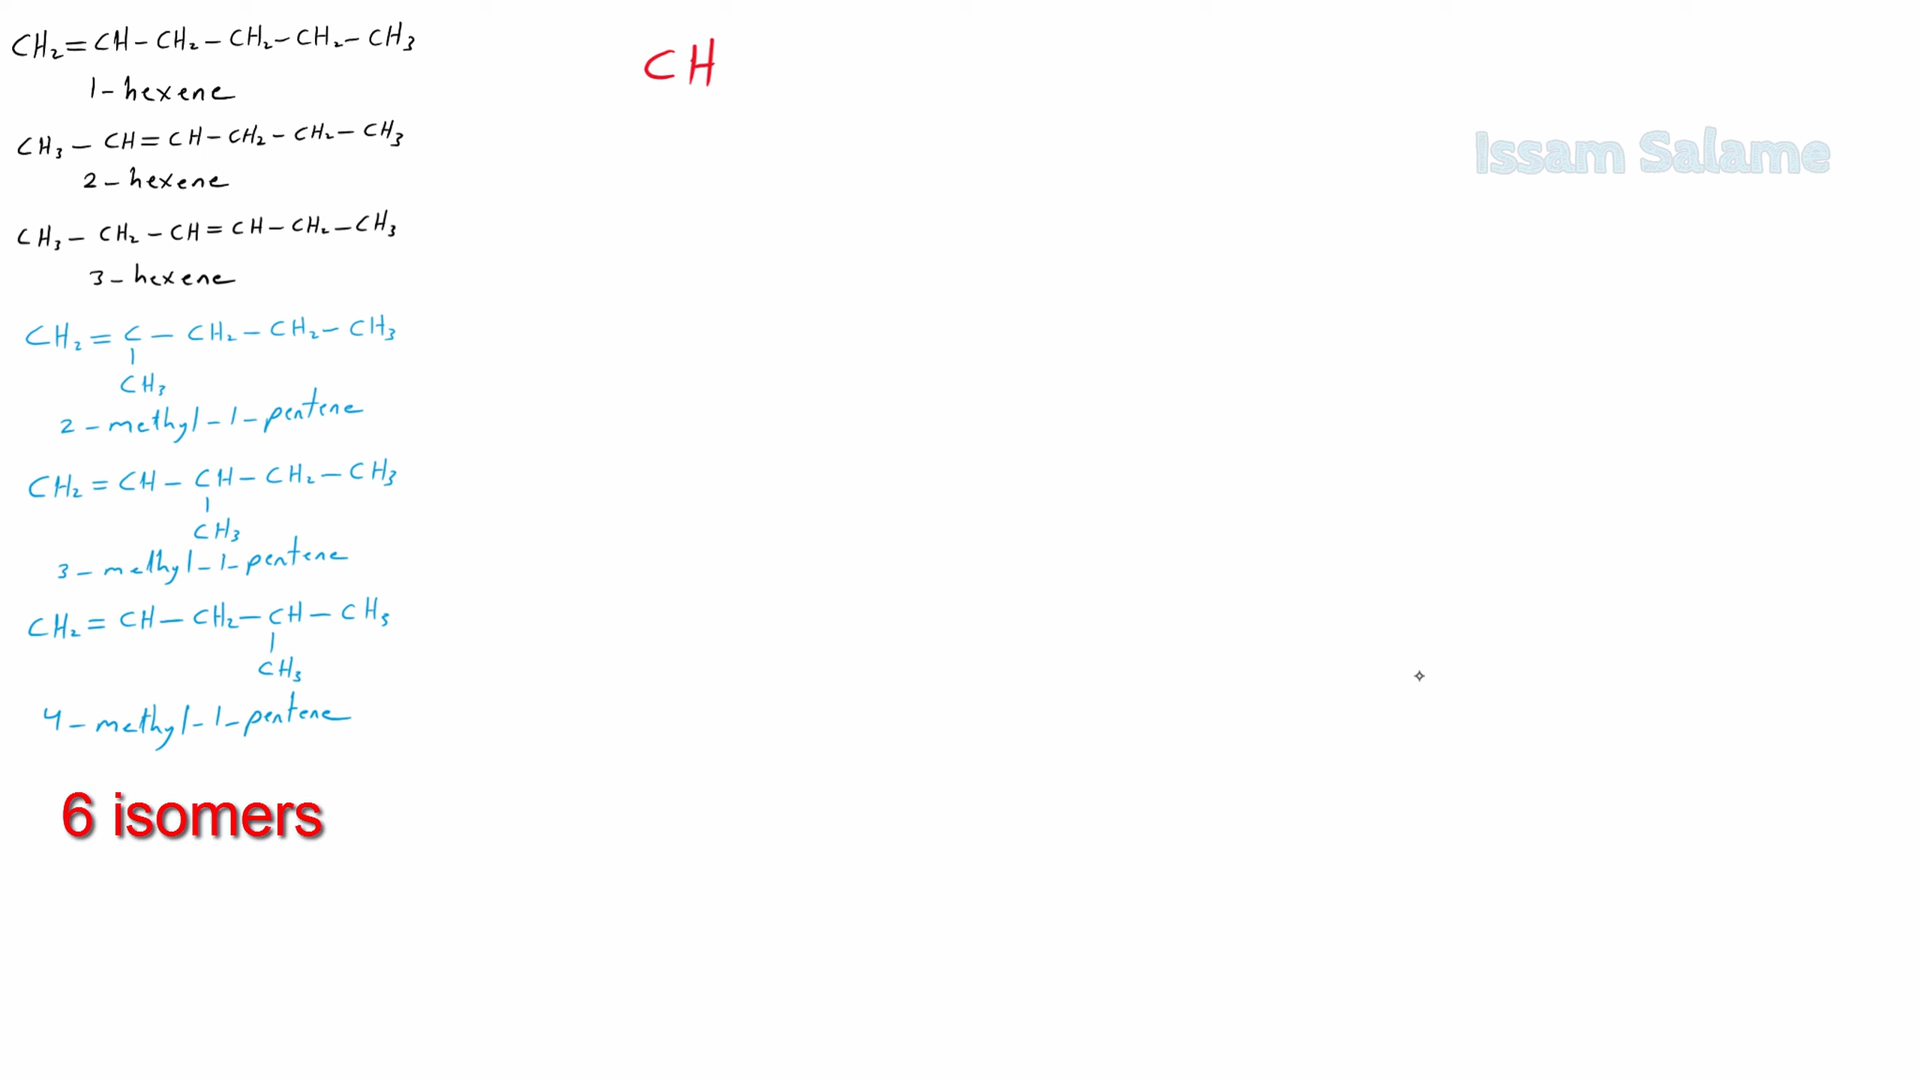 CH₂=CH-CH₂-CH₂-CH₂-CH₃
1-hexene
CH₃-CH=CH-CH₂-CH₂-CH₃
2-hexene
CH₃-CH₂-CH=CH-CH₂-CH₃
3-hexene
CH₂=C-CH₂-CH₂-CH₃
CH₃
2-methyl-1-pentene
CH₂=CH-CH-CH₂-CH₃
CH₃
3-methyl-1-pentene
CH₂=CH-CH₂-CH-CH₃
CH₃
4-methyl-1-pentene
6 isomers
CH
Issam Salame